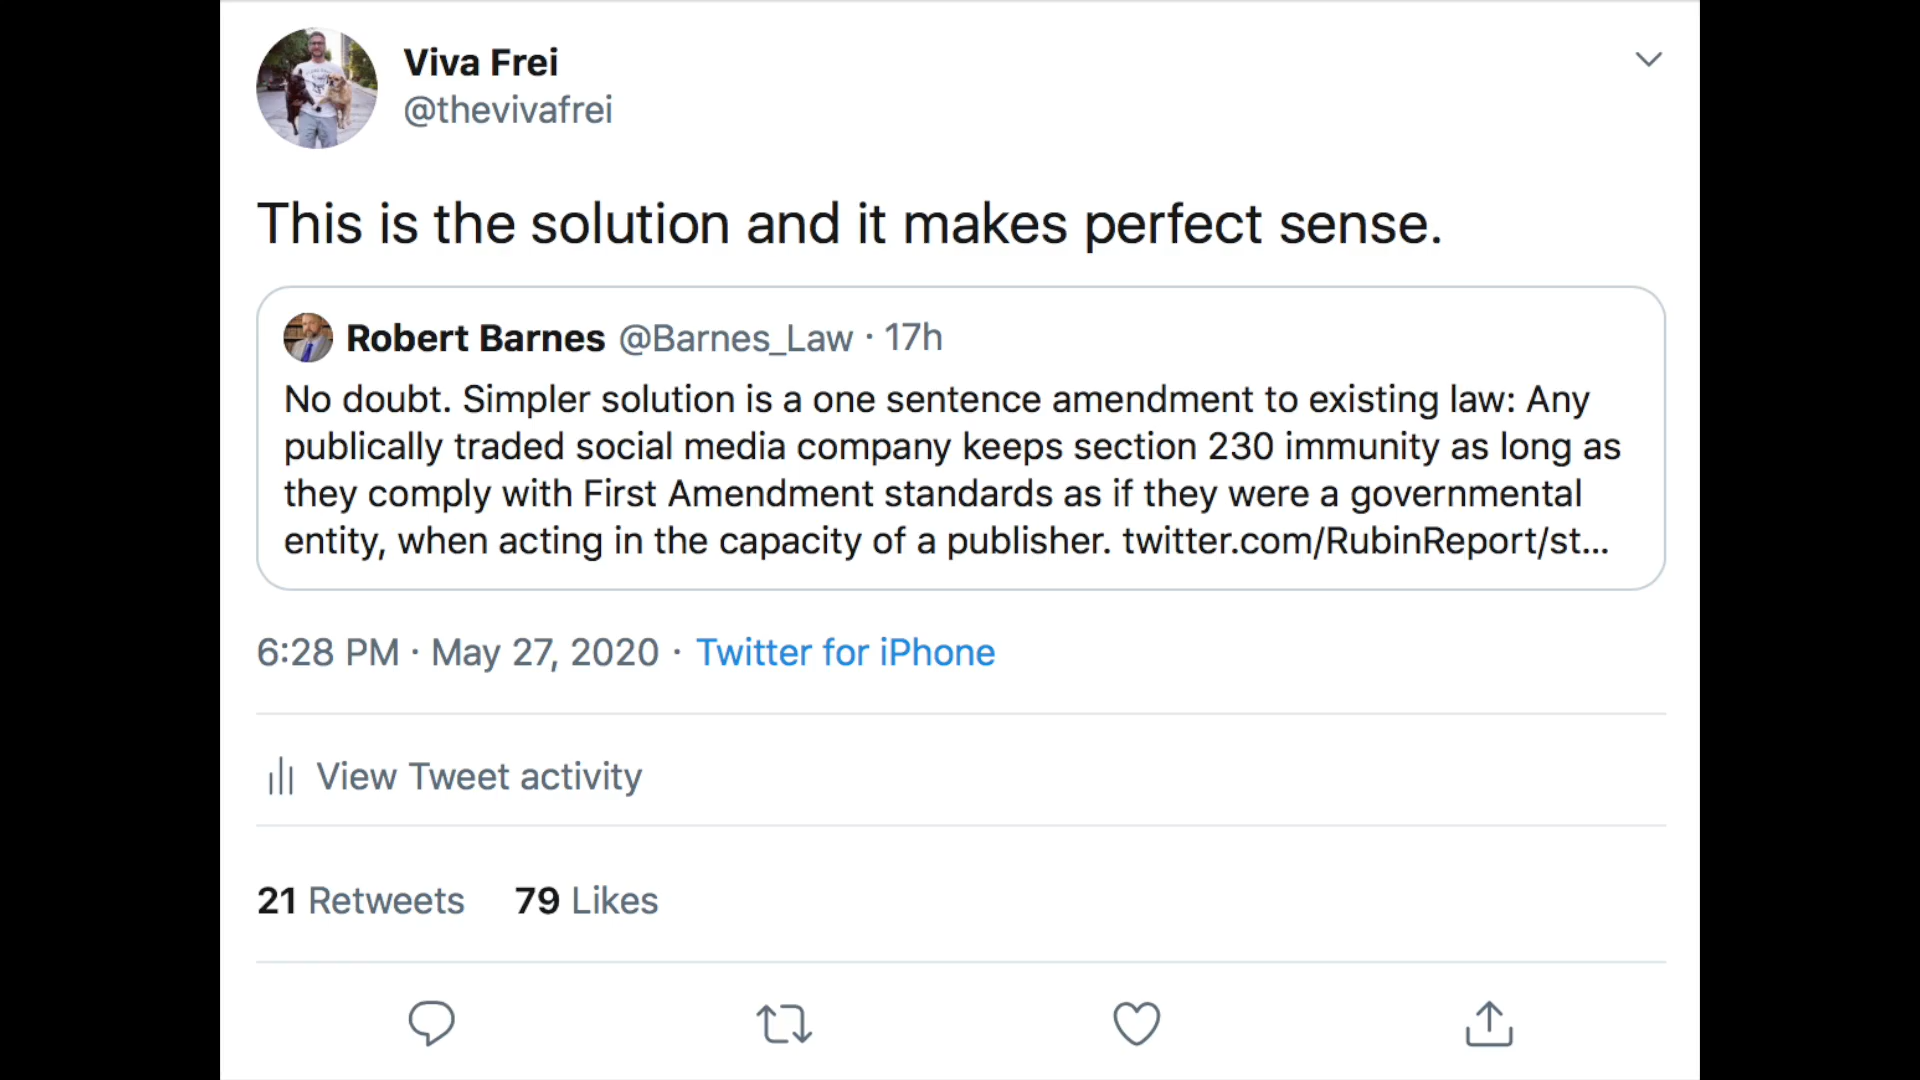 Viva Frei
@thevivafrei
This is the solution and it makes perfect sense.
Robert Barnes @Barnes_Law · 17h
No doubt. Simpler solution is a one sentence amendment to existing law: Any
publically traded social media company keeps section 230 immunity as long as
they comply with First Amendment standards as if they were a governmental
entity, when acting in the capacity of a publisher. twitter.com/RubinReport/st...
6:28 PM · May 27, 2020 · Twitter for iPhone
View Tweet activity
21 Retweets 79 Likes